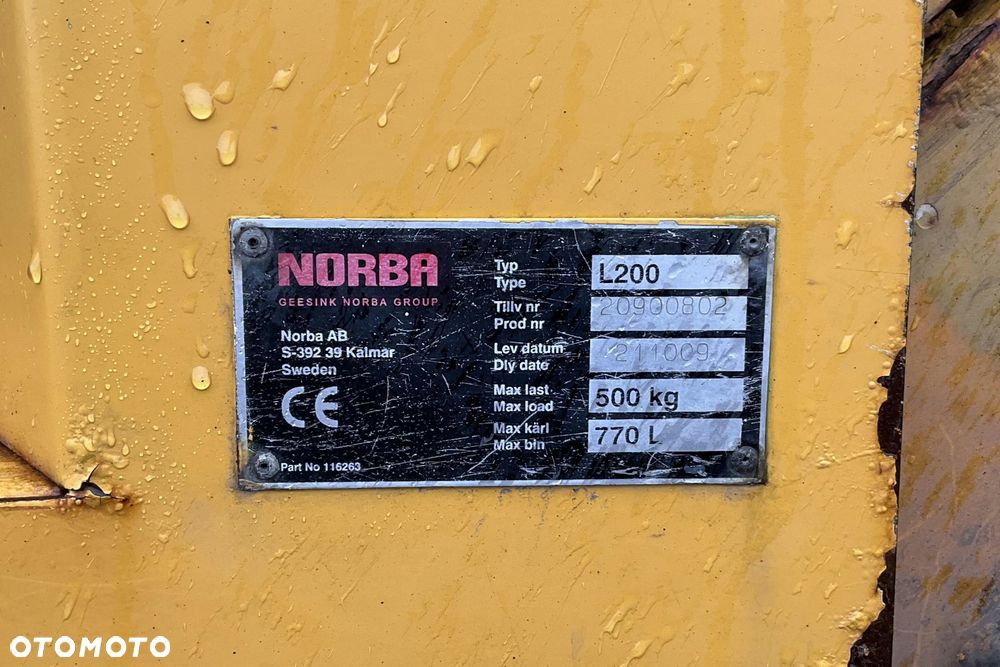 NORBA
GEESINK NORBA GROUP
Norba AB
S-392 39 Kalmar
Sweden
CE
Part No 116263
Typ
Type
L200
Tillv nr
Prod nr
20900802
Lev datum
Dly date
211009
Max last
Max load
500 kg
Max kärl
Max bin
770 L
OTOMOTO